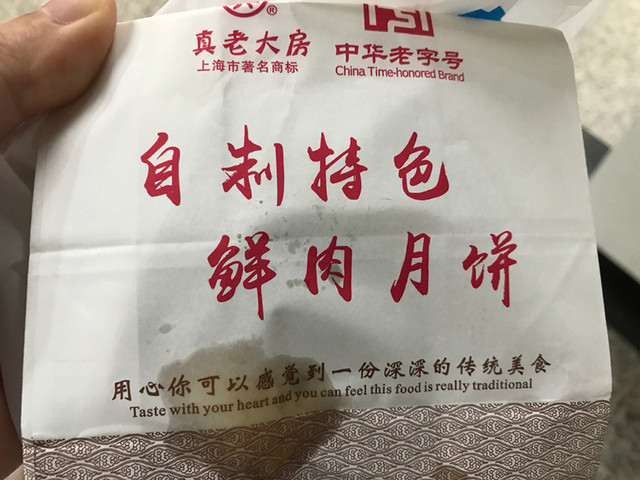 真老大房
上海市著名商标
中华老字号
China Time-honored Brand
自制特色
鲜肉月饼
用心你可以感觉到一份深深的传统美食
Taste with your heart and you can feel this food is really traditional